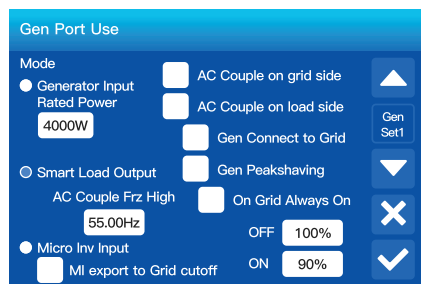 Gen Port Use
Mode
Generator Input
Rated Power
4000W
AC Couple on grid side
AC Couple on load side
Gen Connect to Grid
Gen Peakshaving
Gen
Set1
Smart Load Output
AC Couple Frz High
55.00Hz
On Grid Always On
OFF 100%
Micro Inv Input
MI export to Grid cutoff
ON 90%